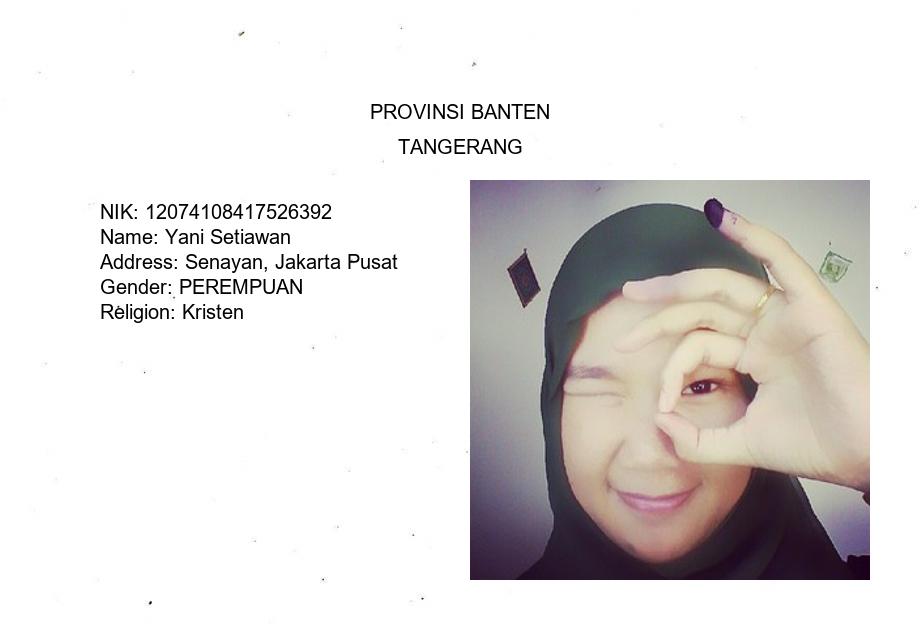 PROVINSI BANTEN
TANGERANG
NIK: 12074108417526392
Name: Yani Setiawan
Address: Senayan, Jakarta Pusat
Gender: PEREMPUAN
Religion: Kristen